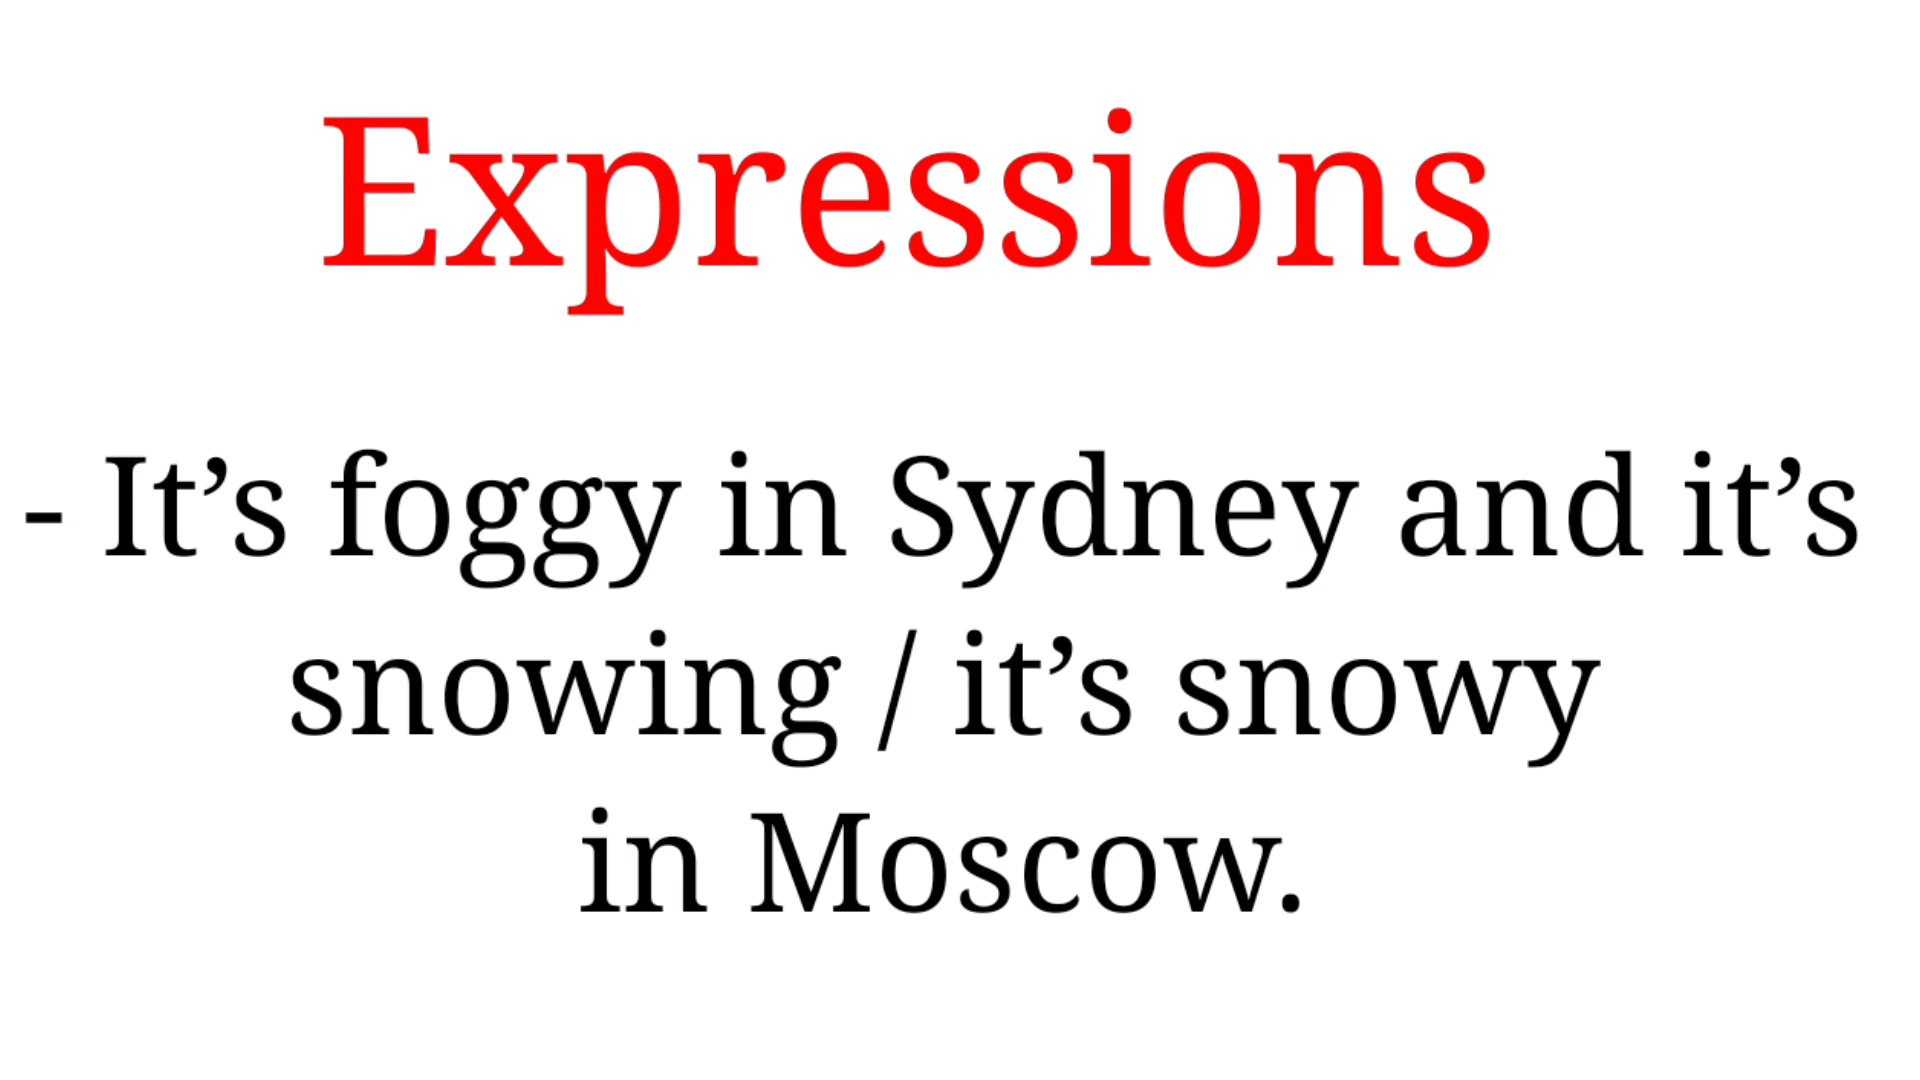 Expressions
- It’s foggy in Sydney and it’s
snowing / it’s snowy
in Moscow.